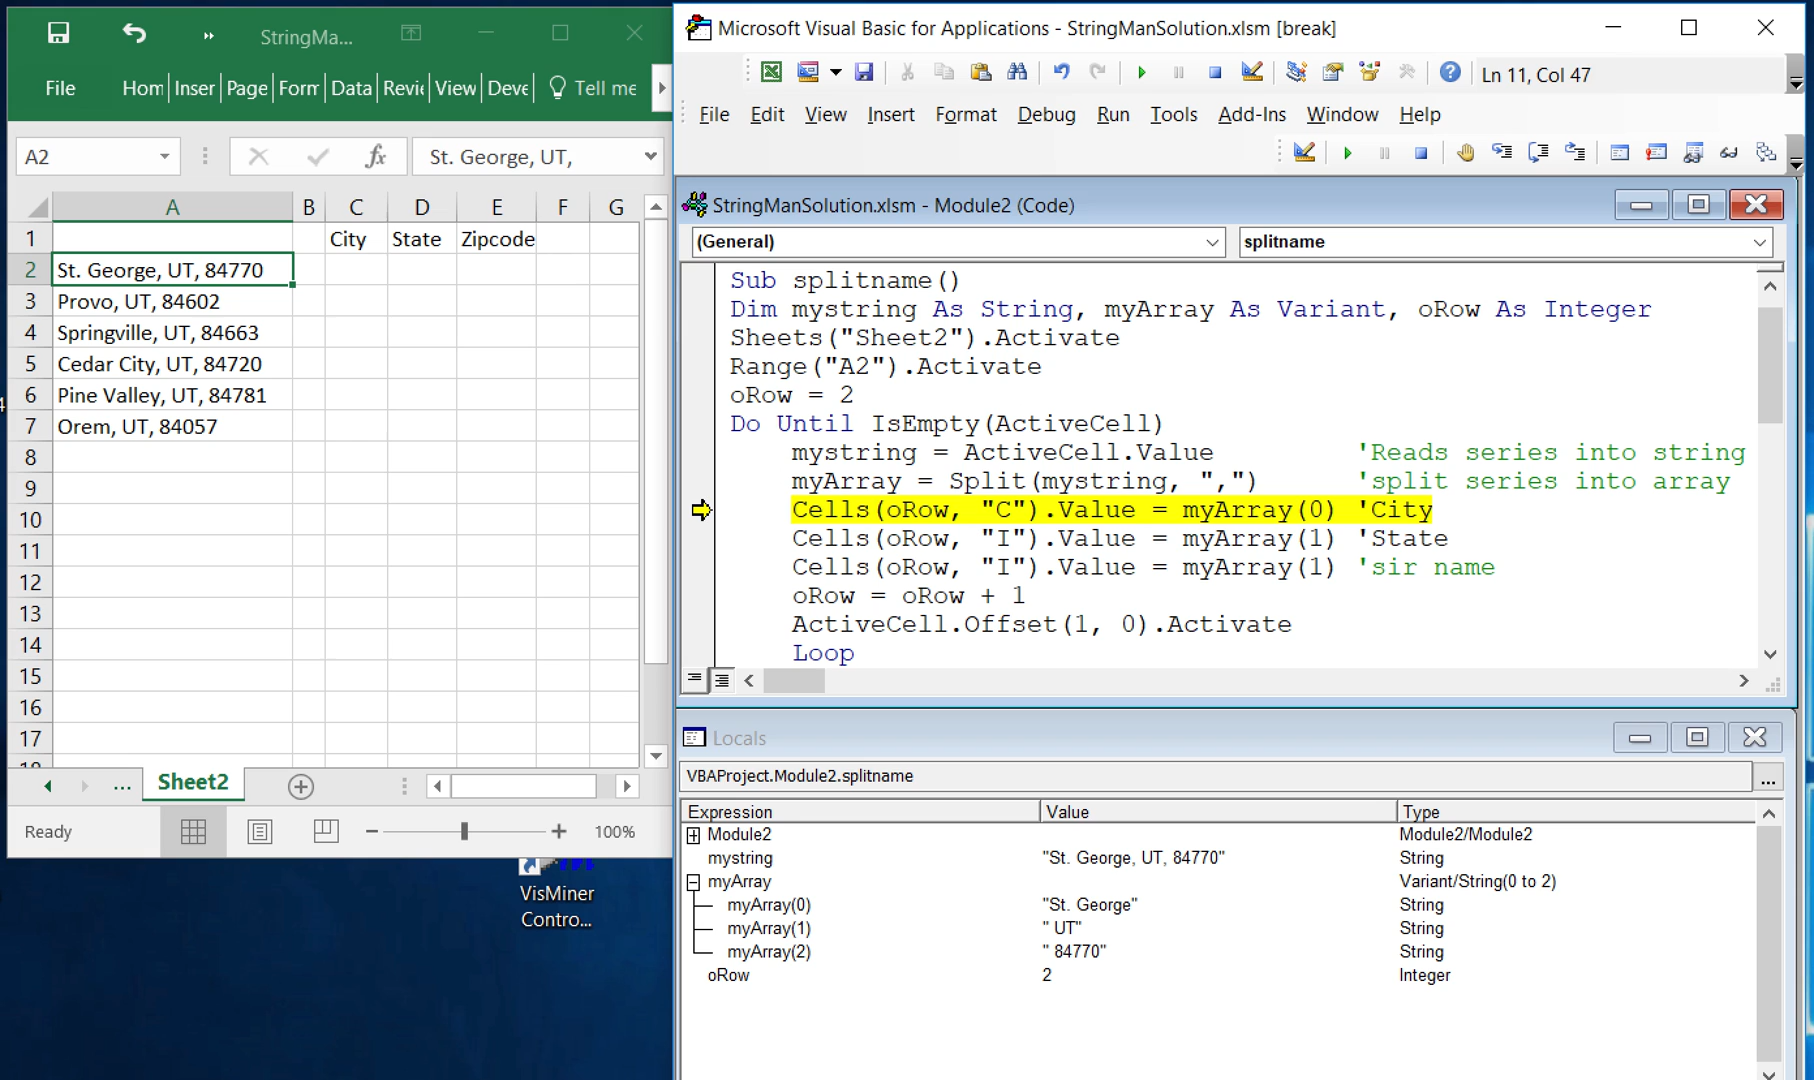 StringMa...
File Hom Inser Page Forr Data Revi View Deve Tell me
A2 fx St. George, UT,
A B C D E F G
1 City State Zipcode
2 St. George, UT, 84770
3 Provo, UT, 84602
4 Springville, UT, 84663
5 Cedar City, UT, 84720
6 Pine Valley, UT, 84781
7 Orem, UT, 84057
8
9
10
11
12
13
14
15
16
17
18
... Sheet2
Ready 100%
VisMiner
Contro...
Microsoft Visual Basic for Applications - StringManSolution.xlsm [break]
Ln 11, Col 47
File Edit View Insert Format Debug Run Tools Add-Ins Window Help
StringManSolution.xlsm - Module2 (Code)
(General) splitname
Sub splitname()
Dim mystring As String, myArray As Variant, oRow As Integer
Sheets("Sheet2").Activate
Range("A2").Activate
oRow = 2
Do Until IsEmpty(ActiveCell)
mystring = ActiveCell.Value 'Reads series into string
myArray = Split(mystring, ",") 'split series into array
Cells(oRow, "C").Value = myArray(0) 'City
Cells(oRow, "I").Value = myArray(1) 'State
Cells(oRow, "I").Value = myArray(1) 'sir name
oRow = oRow + 1
ActiveCell.Offset(1, 0).Activate
Loop
Locals
VBAProject.Module2.splitname ...
Expression Value Type
Module2 Module2/Module2
mystring "St. George, UT, 84770" String
myArray Variant/String(0 to 2)
myArray(0) "St. George" String
myArray(1) " UT" String
myArray(2) " 84770" String
oRow 2 Integer